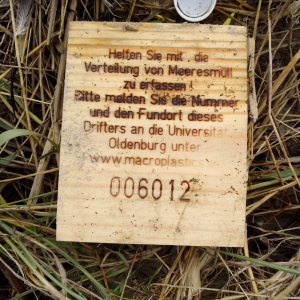 Helfen Sie mit, die
Verteilung von Meeresmüll
zu erfassen!
Bitte melden Sie die Nummer
und den Fundort dieses
Drifters an die Universität
Oldenburg unter
www.macroplastic
006012